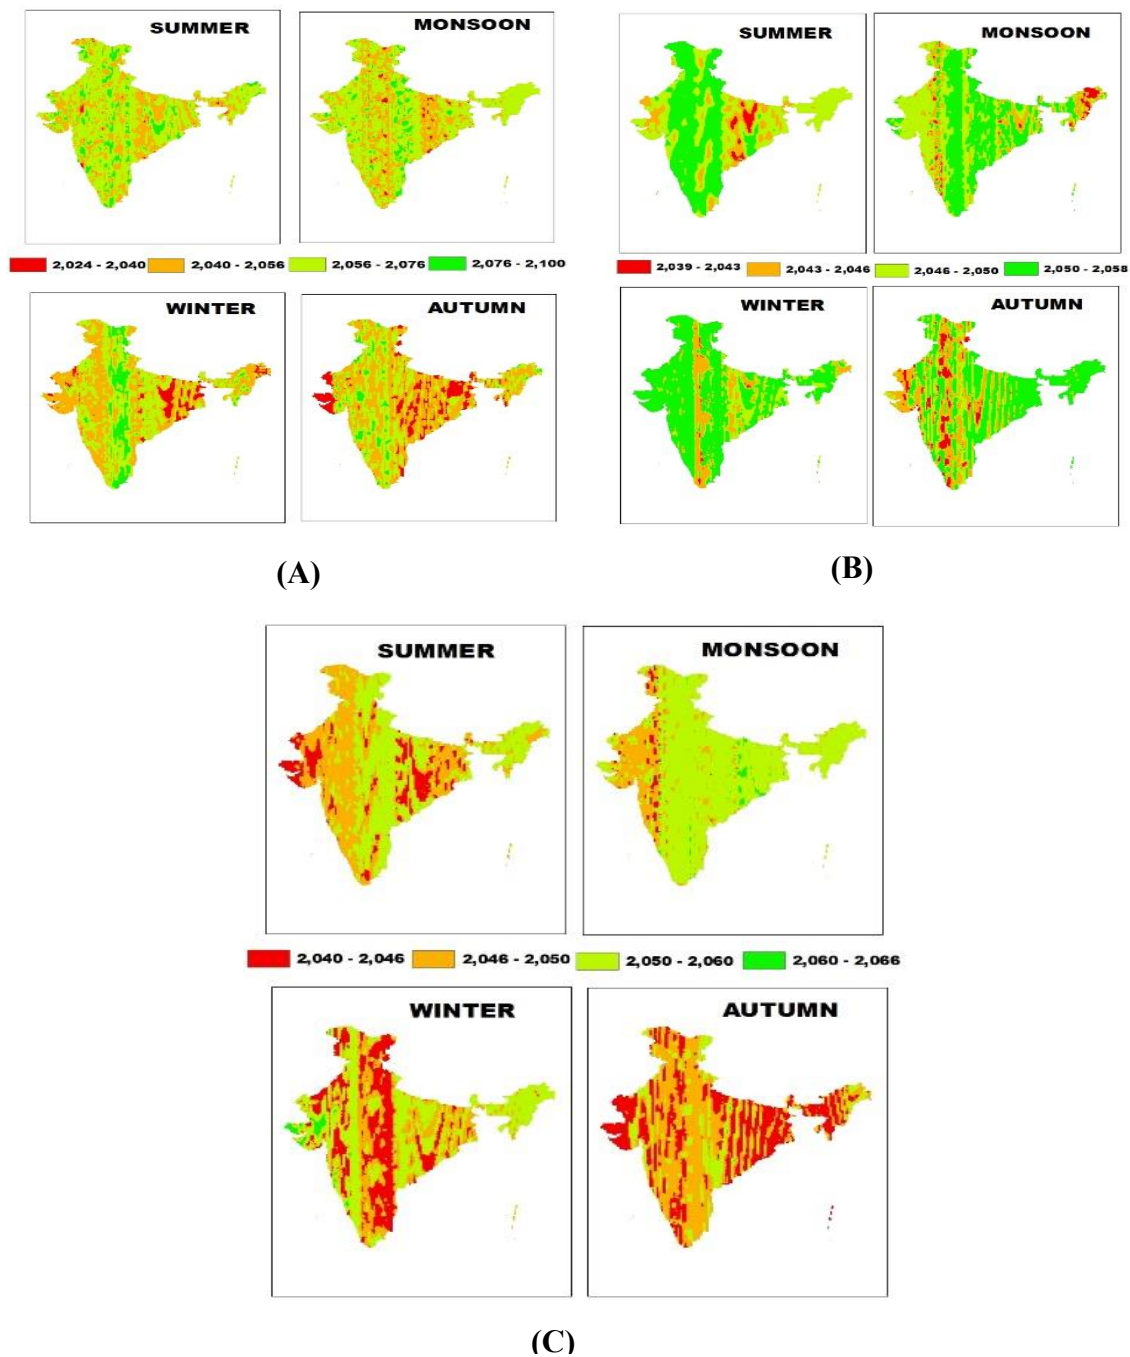 SUMMER
MONSOON
2,024 - 2,040
2,040 - 2,056
2,056 - 2,076
2,076 - 2,100
WINTER
AUTUMN
(A)
SUMMER
MONSOON
2,039 - 2,043
2,043 - 2,046
2,046 - 2,050
2,050 - 2,058
WINTER
AUTUMN
(B)
SUMMER
MONSOON
2,040 - 2,046
2,046 - 2,050
2,050 - 2,060
2,060 - 2,066
WINTER
AUTUMN
(C)